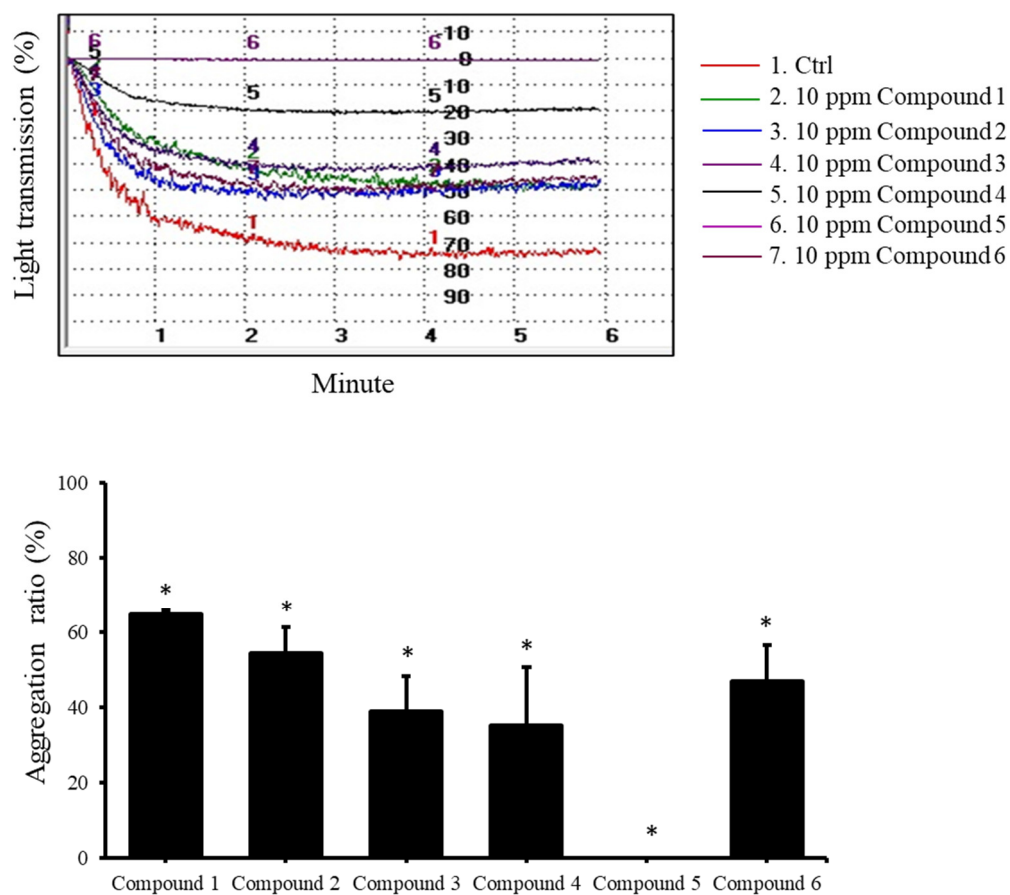 Light transmission (%)
10
0
10
20
30
40
50
60
70
80
90
6 6 6
5 5 5
4 4 4
2
3
1 1
1 2 3 4 5 6
Minute
1. Ctrl
2. 10 ppm Compound 1
3. 10 ppm Compound 2
4. 10 ppm Compound 3
5. 10 ppm Compound 4
6. 10 ppm Compound 5
7. 10 ppm Compound 6
Aggregation ratio (%)
100
80
60
40
20
0
* * * * * *
Compound 1 Compound 2 Compound 3 Compound 4 Compound 5 Compound 6